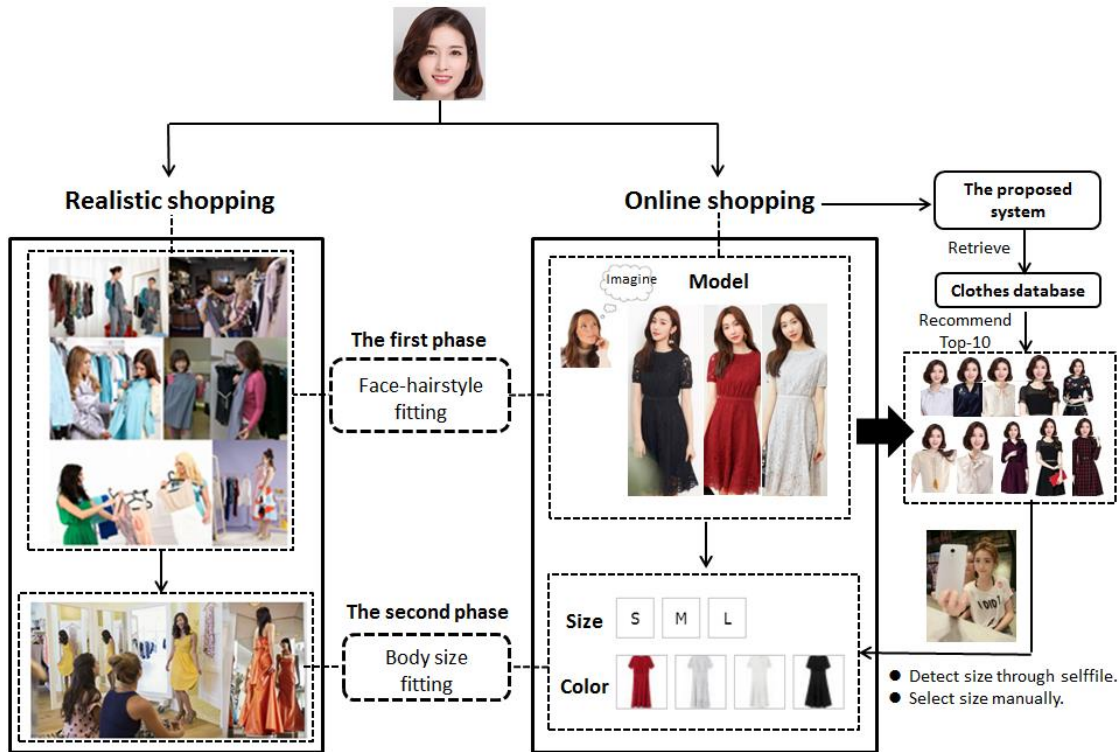 Realistic shopping
Online shopping
The proposed
system
Retrieve
Clothes database
Recommend
Top-10
Imagine
Model
The first phase
Face-hairstyle
fitting
The second phase
Body size
fitting
Size
S M L
Color
I DID
● Detect size through selffile.
● Select size manually.